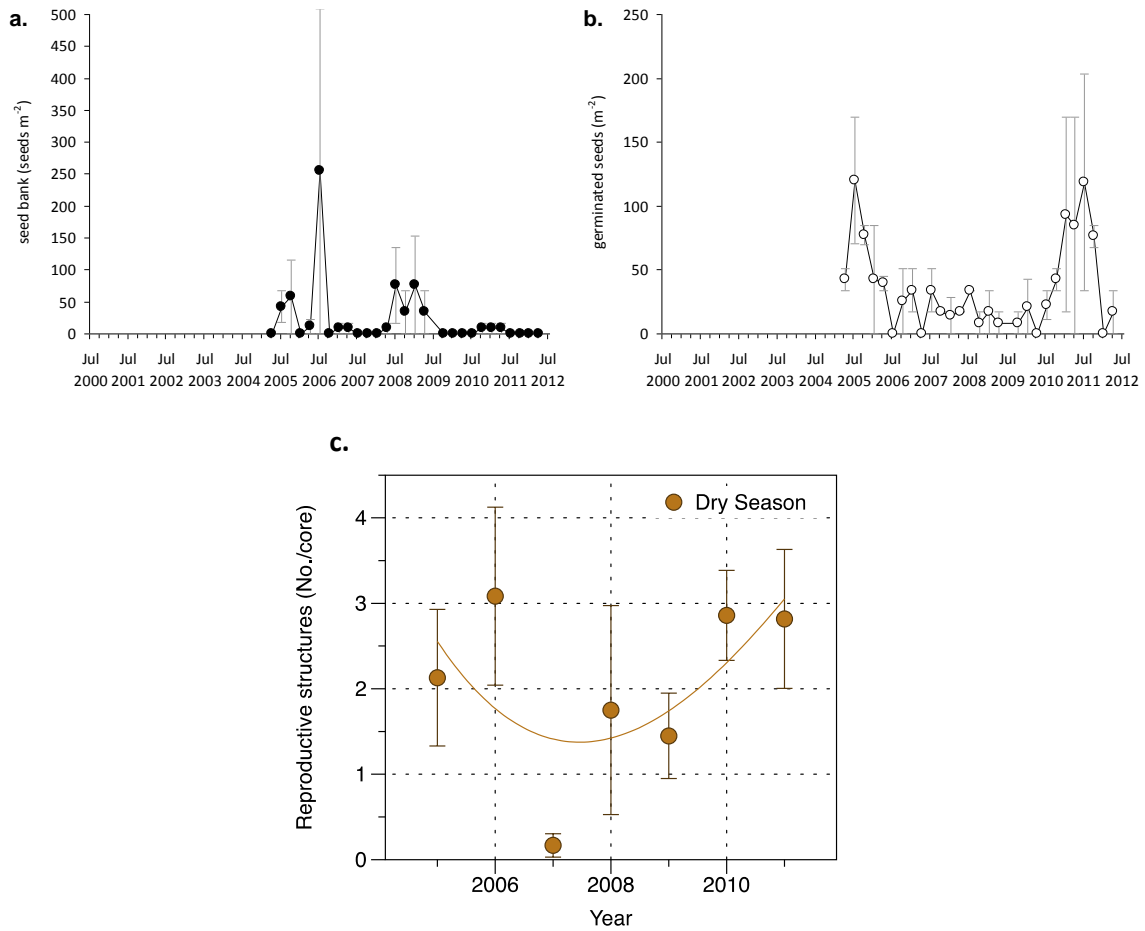 a.
seed bank (seeds m-2)
500
450
400
350
300
250
200
150
100
50
0
Jul Jul Jul Jul Jul Jul Jul Jul Jul Jul Jul Jul Jul
2000 2001 2002 2003 2004 2005 2006 2007 2008 2009 2010 2011 2012
b.
germinated seeds (m-2)
250
200
150
100
50
0
Jul Jul Jul Jul Jul Jul Jul Jul Jul Jul Jul Jul Jul
2000 2001 2002 2003 2004 2005 2006 2007 2008 2009 2010 2011 2012
c.
Reproductive structures (No./core)
Dry Season
4
3
2
1
0
2006 2008 2010
Year